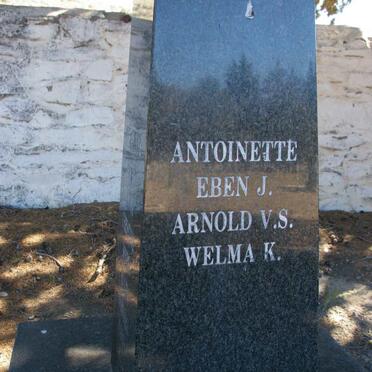 ANTOINETTE
EBEN J.
ARNOLD V.S.
WELMA K.